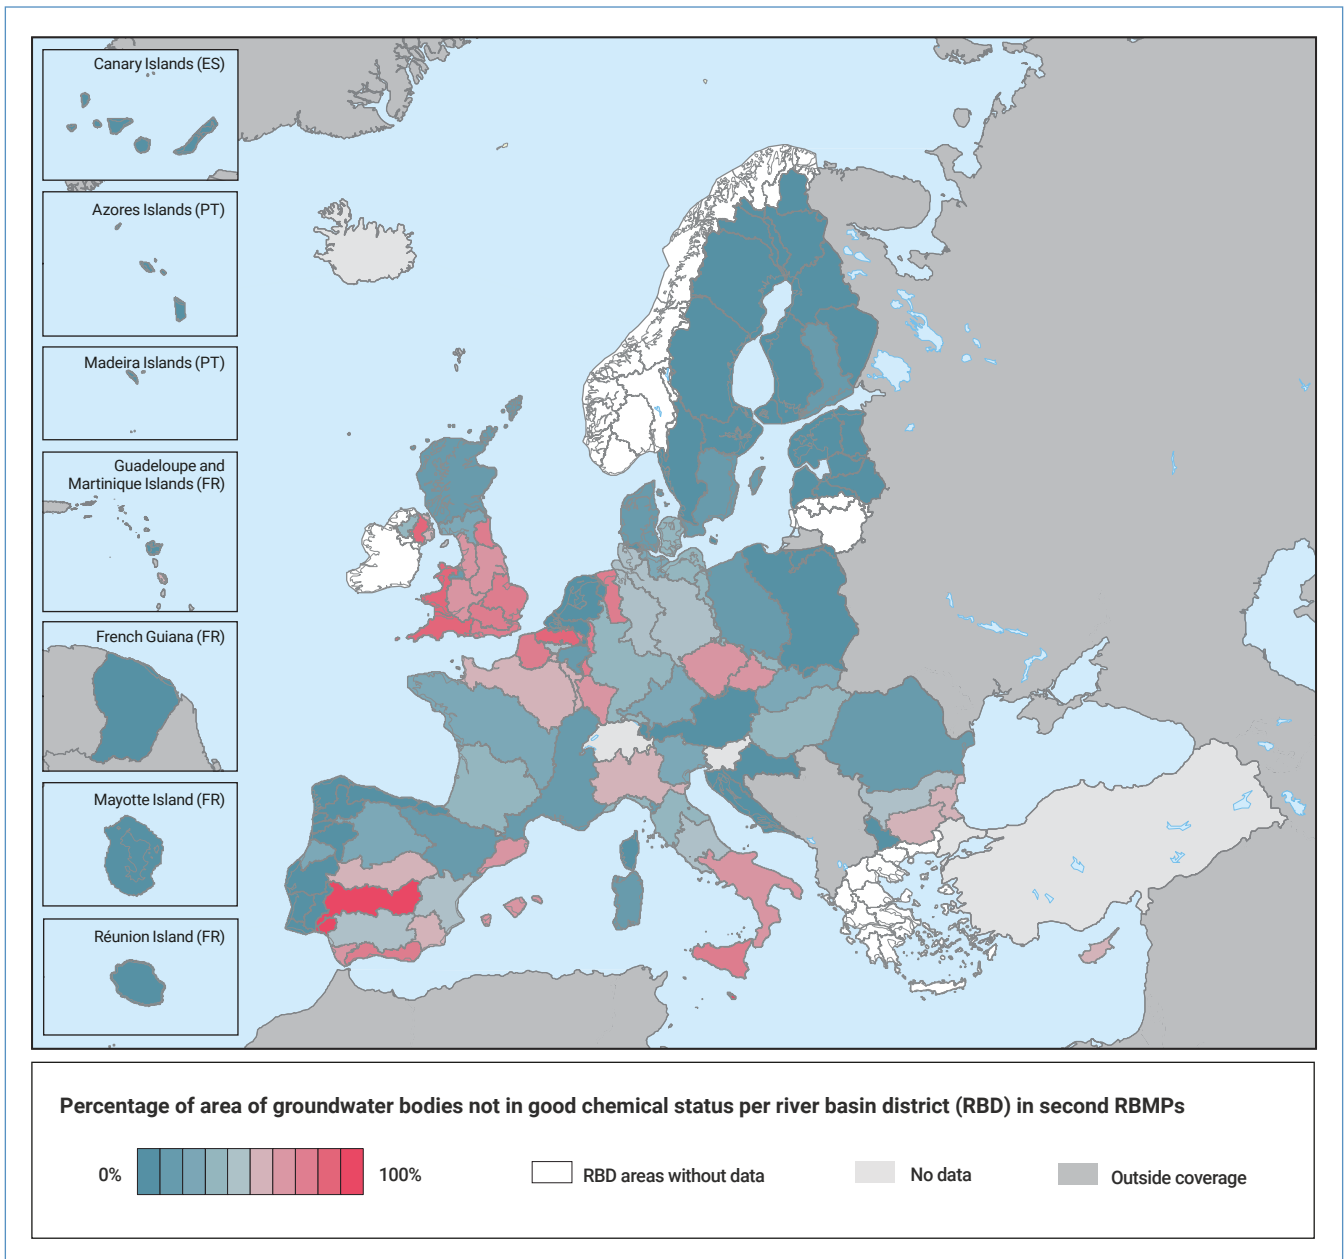 Canary Islands (ES)
Azores Islands (PT)
Madeira Islands (PT)
Guadeloupe and
Martinique Islands (FR)
French Guiana (FR)
Mayotte Island (FR)
Réunion Island (FR)
Percentage of area of groundwater bodies not in good chemical status per river basin district (RBD) in second RBMPs
0%
100%
RBD areas without data
No data
Outside coverage